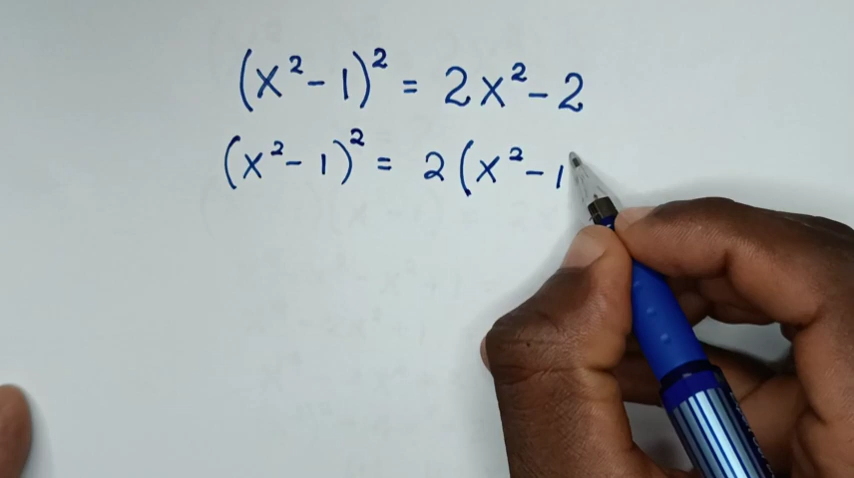 (x²-1)² = 2x²-2
(x²-1)² = 2(x²-1